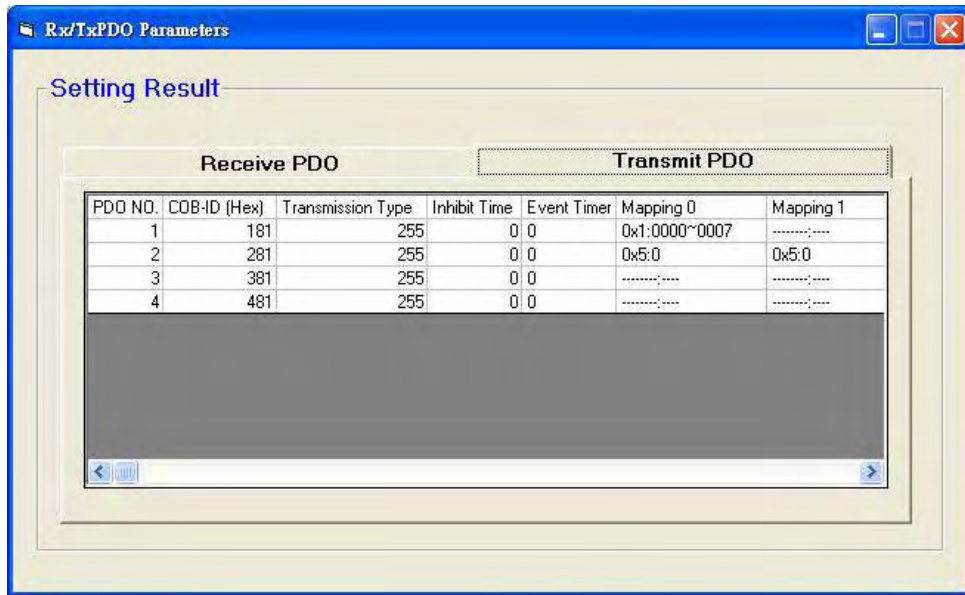 Rx/TxPDO Parameters
Setting Result
Receive PDO Transmit PDO
PDO NO. COB-ID (Hex) Transmission Type Inhibit Time Event Timer Mapping 0 Mapping 1
1 181 255 0 0 0x1:0000~0007 --------:----
2 281 255 0 0 0x5:0 0x5:0
3 381 255 0 0 --------:---- --------:----
4 481 255 0 0 --------:---- --------:----